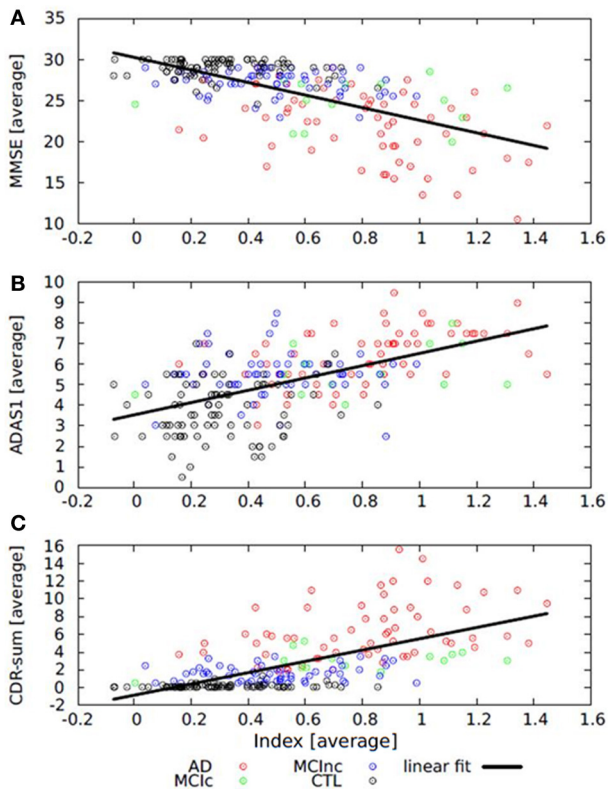 A
MMSE [average]
35
30
25
20
15
10
-0.2 0 0.2 0.4 0.6 0.8 1 1.2 1.4 1.6
B
ADAS1 [average]
10
9
8
7
6
5
4
3
2
1
0
-0.2 0 0.2 0.4 0.6 0.8 1 1.2 1.4 1.6
C
CDR-sum [average]
16
14
12
10
8
6
4
2
0
-2
-0.2 0 0.2 0.4 0.6 0.8 1 1.2 1.4 1.6
Index [average]
AD MCInc linear fit
MCIc CTL